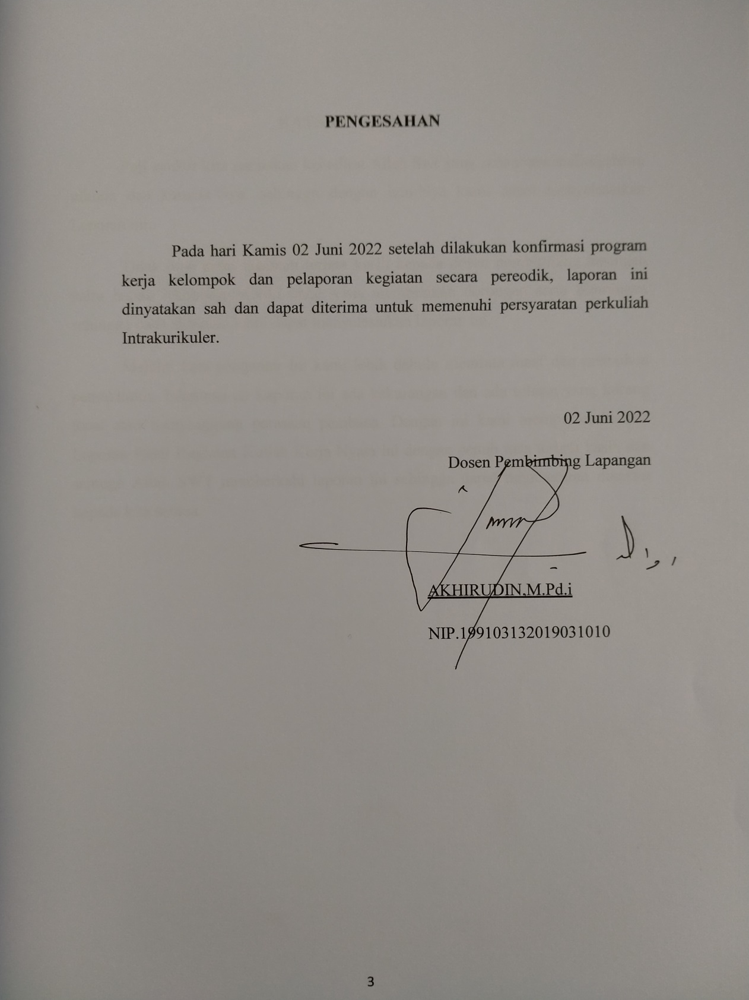 PENGESAHAN
Pada hari Kamis 02 Juni 2022 setelah dilakukan konfirmasi program
kerja kelompok dan pelaporan kegiatan secara pereodik, laporan ini
dinyatakan sah dan dapat diterima untuk memenuhi persyaratan perkuliah
Intrakurikuler.
02 Juni 2022
Dosen Pembimbing Lapangan
AKHIRUDIN,M.Pd.i
NIP.199103132019031010
3